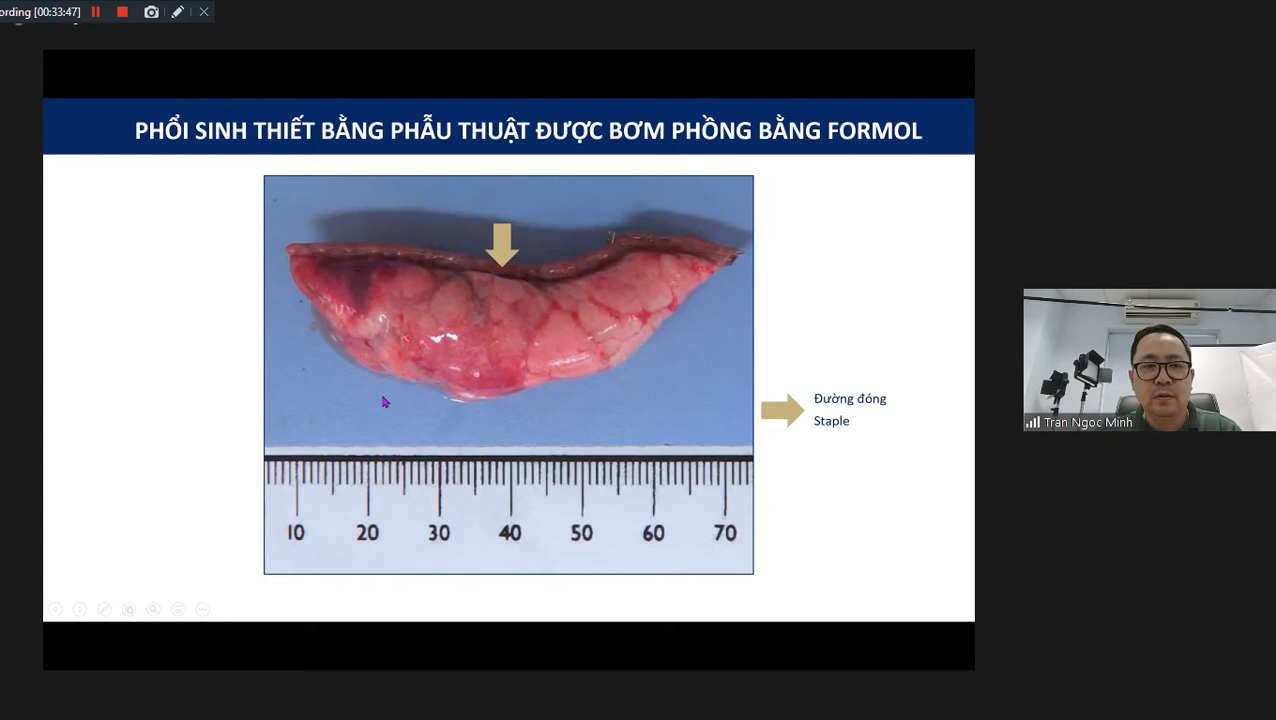 ording [00:33:47]
PHỔI SINH THIẾT BẰNG PHẪU THUẬT ĐƯỢC BƠM PHỒNG BẰNG FORMOL
Đường đóng
Staple
10 20 30 40 50 60 70
Tran Ngoc Minh